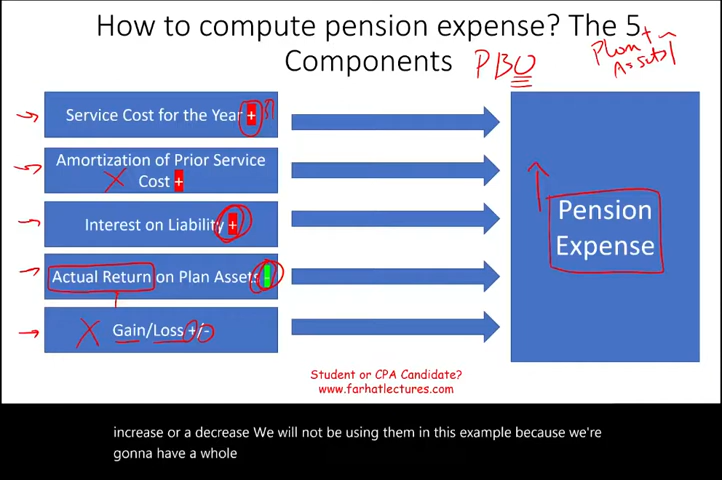 How to compute pension expense? The 5
Components
PBO
Plan +
Assets
Service Cost for the Year +
Amortization of Prior Service
Cost +
Interest on Liability +
Actual Return on Plan Assets -
Gain/Loss +/-
Pension
Expense
Student or CPA Candidate?
www.farhatlectures.com
increase or a decrease We will not be using them in this example because we're
gonna have a whole